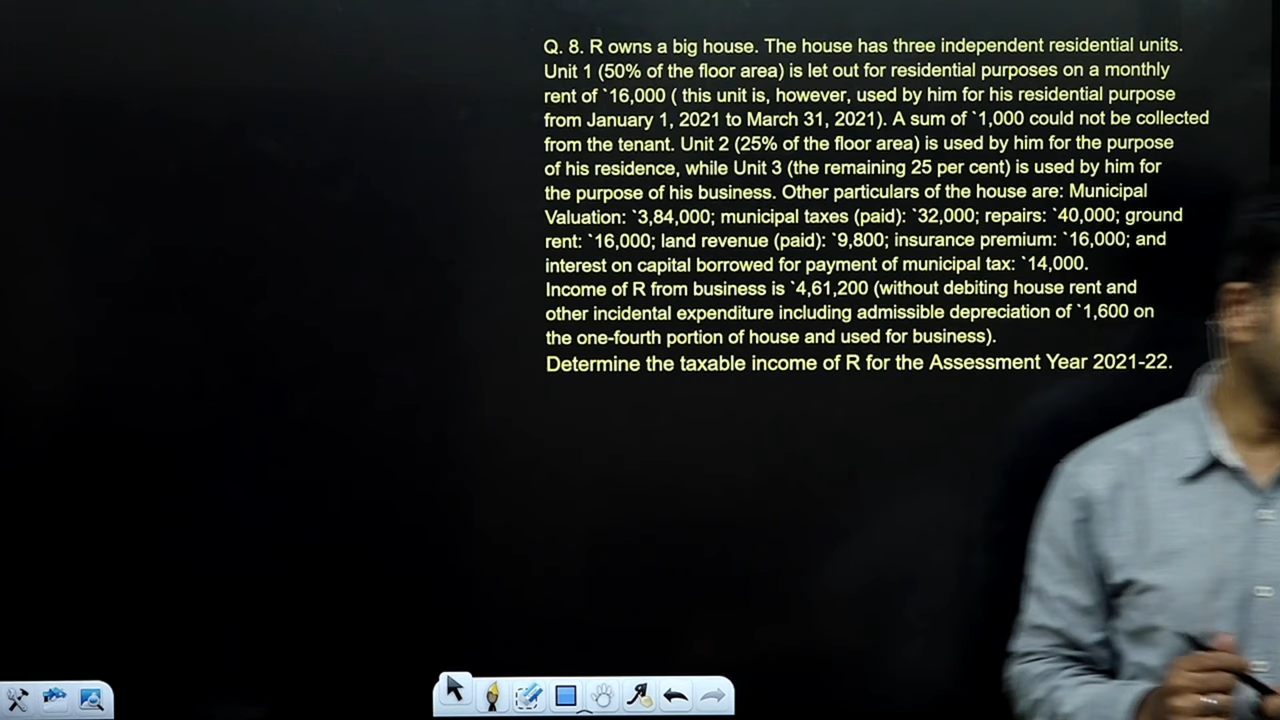 Q. 8. R owns a big house. The house has three independent residential units.
Unit 1 (50% of the floor area) is let out for residential purposes on a monthly
rent of `16,000 ( this unit is, however, used by him for his residential purpose
from January 1, 2021 to March 31, 2021). A sum of `1,000 could not be collected
from the tenant. Unit 2 (25% of the floor area) is used by him for the purpose
of his residence, while Unit 3 (the remaining 25 per cent) is used by him for
the purpose of his business. Other particulars of the house are: Municipal
Valuation: `3,84,000; municipal taxes (paid): `32,000; repairs: `40,000; ground
rent: `16,000; land revenue (paid): `9,800; insurance premium: `16,000; and
interest on capital borrowed for payment of municipal tax: `14,000.
Income of R from business is `4,61,200 (without debiting house rent and
other incidental expenditure including admissible depreciation of `1,600 on
the one-fourth portion of house and used for business).
Determine the taxable income of R for the Assessment Year 2021-22.